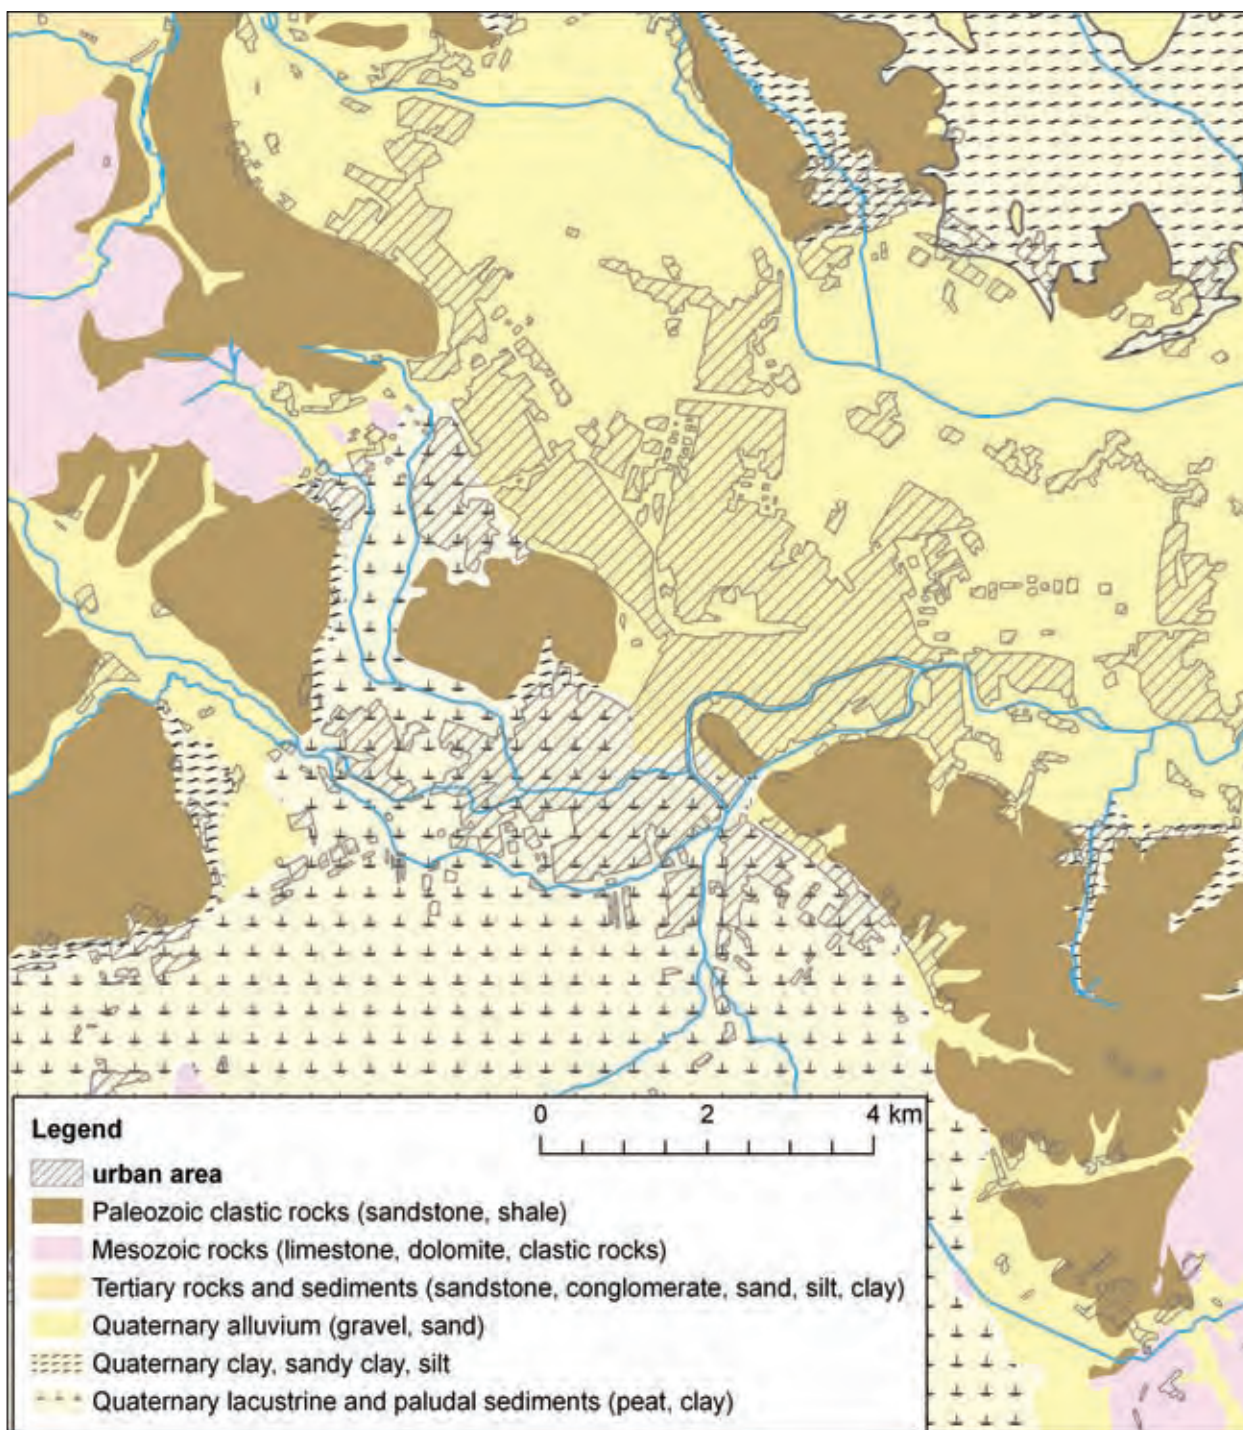 0 2 4 km
Legend
urban area
Paleozoic clastic rocks (sandstone, shale)
Mesozoic rocks (limestone, dolomite, clastic rocks)
Tertiary rocks and sediments (sandstone, conglomerate, sand, silt, clay)
Quaternary alluvium (gravel, sand)
Quaternary clay, sandy clay, silt
Quaternary lacustrine and paludal sediments (peat, clay)